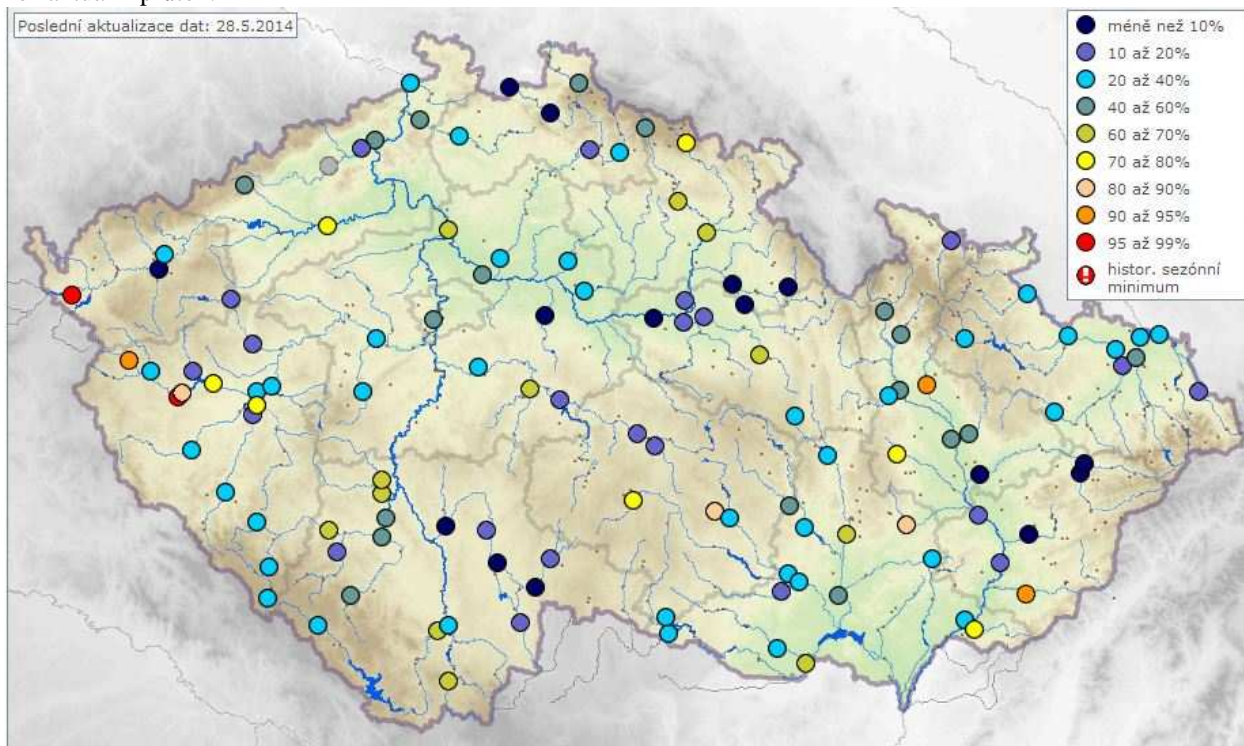 Poslední aktualizace dat: 28.5.2014
méně než 10%
10 až 20%
20 až 40%
40 až 60%
60 až 70%
70 až 80%
80 až 90%
90 až 95%
95 až 99%
histor. sezónní
minimum